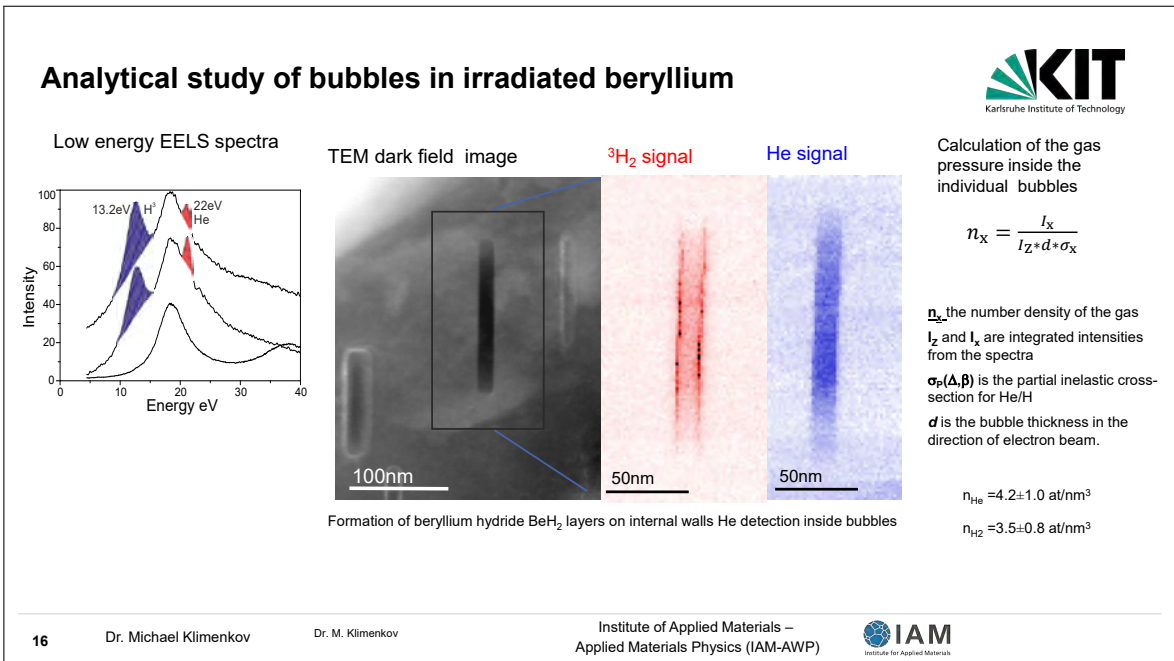 Analytical study of bubbles in irradiated beryllium
KIT
Karlsruhe Institute of Technology
Low energy EELS spectra
100
80
60
40
20
0
Intensity
13.2eV
H³
22eV
He
0
10
20
30
40
Energy eV
TEM dark field image
³H₂ signal
He signal
100nm
50nm
50nm
Formation of beryllium hydride BeH₂ layers on internal walls He detection inside bubbles
Calculation of the gas
pressure inside the
individual bubbles
nₓ = Iₓ / (I_Z*d*σₓ)
nₓ the number density of the gas
I_Z and Iₓ are integrated intensities
from the spectra
σ_P(Δ,β) is the partial inelastic cross-
section for He/H
d is the bubble thickness in the
direction of electron beam.
n_He =4.2±1.0 at/nm³
n_H2 =3.5±0.8 at/nm³
16
Dr. Michael Klimenkov
Dr. M. Klimenkov
Institute of Applied Materials –
Applied Materials Physics (IAM-AWP)
IAM
Institute for Applied Materials